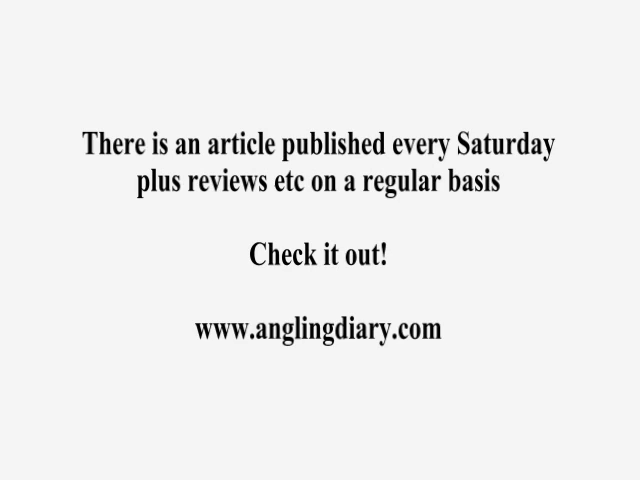 There is an article published every Saturday
plus reviews etc on a regular basis
Check it out!
www.anglingdiary.com